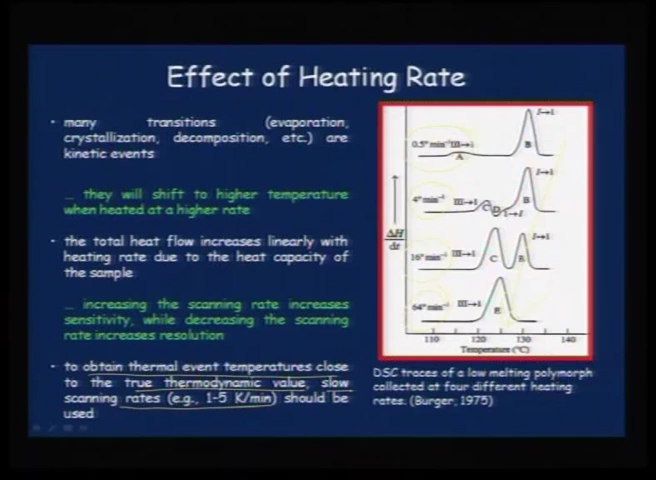 Effect of Heating Rate
• many transitions (evaporation,
crystallization, decomposition, etc.) are
kinetic events
… they will shift to higher temperature
when heated at a higher rate
• the total heat flow increases linearly with
heating rate due to the heat capacity of
the sample
… increasing the scanning rate increases
sensitivity, while decreasing the scanning
rate increases resolution
• to obtain thermal event temperatures close
to the true thermodynamic value, slow
scanning rates (e.g., 1-5 K/min) should be
used
0.5° min⁻¹ III→l
A
B
l→l
4° min⁻¹ III→l
C
D
B
l→l
16° min⁻¹ III→l
C
B
l→l
64° min⁻¹ III→l
E
ΔH
dt
110 120 130 140
Temperature (°C)
DSC traces of a low melting polymorph
collected at four different heating
rates. (Burger, 1975)